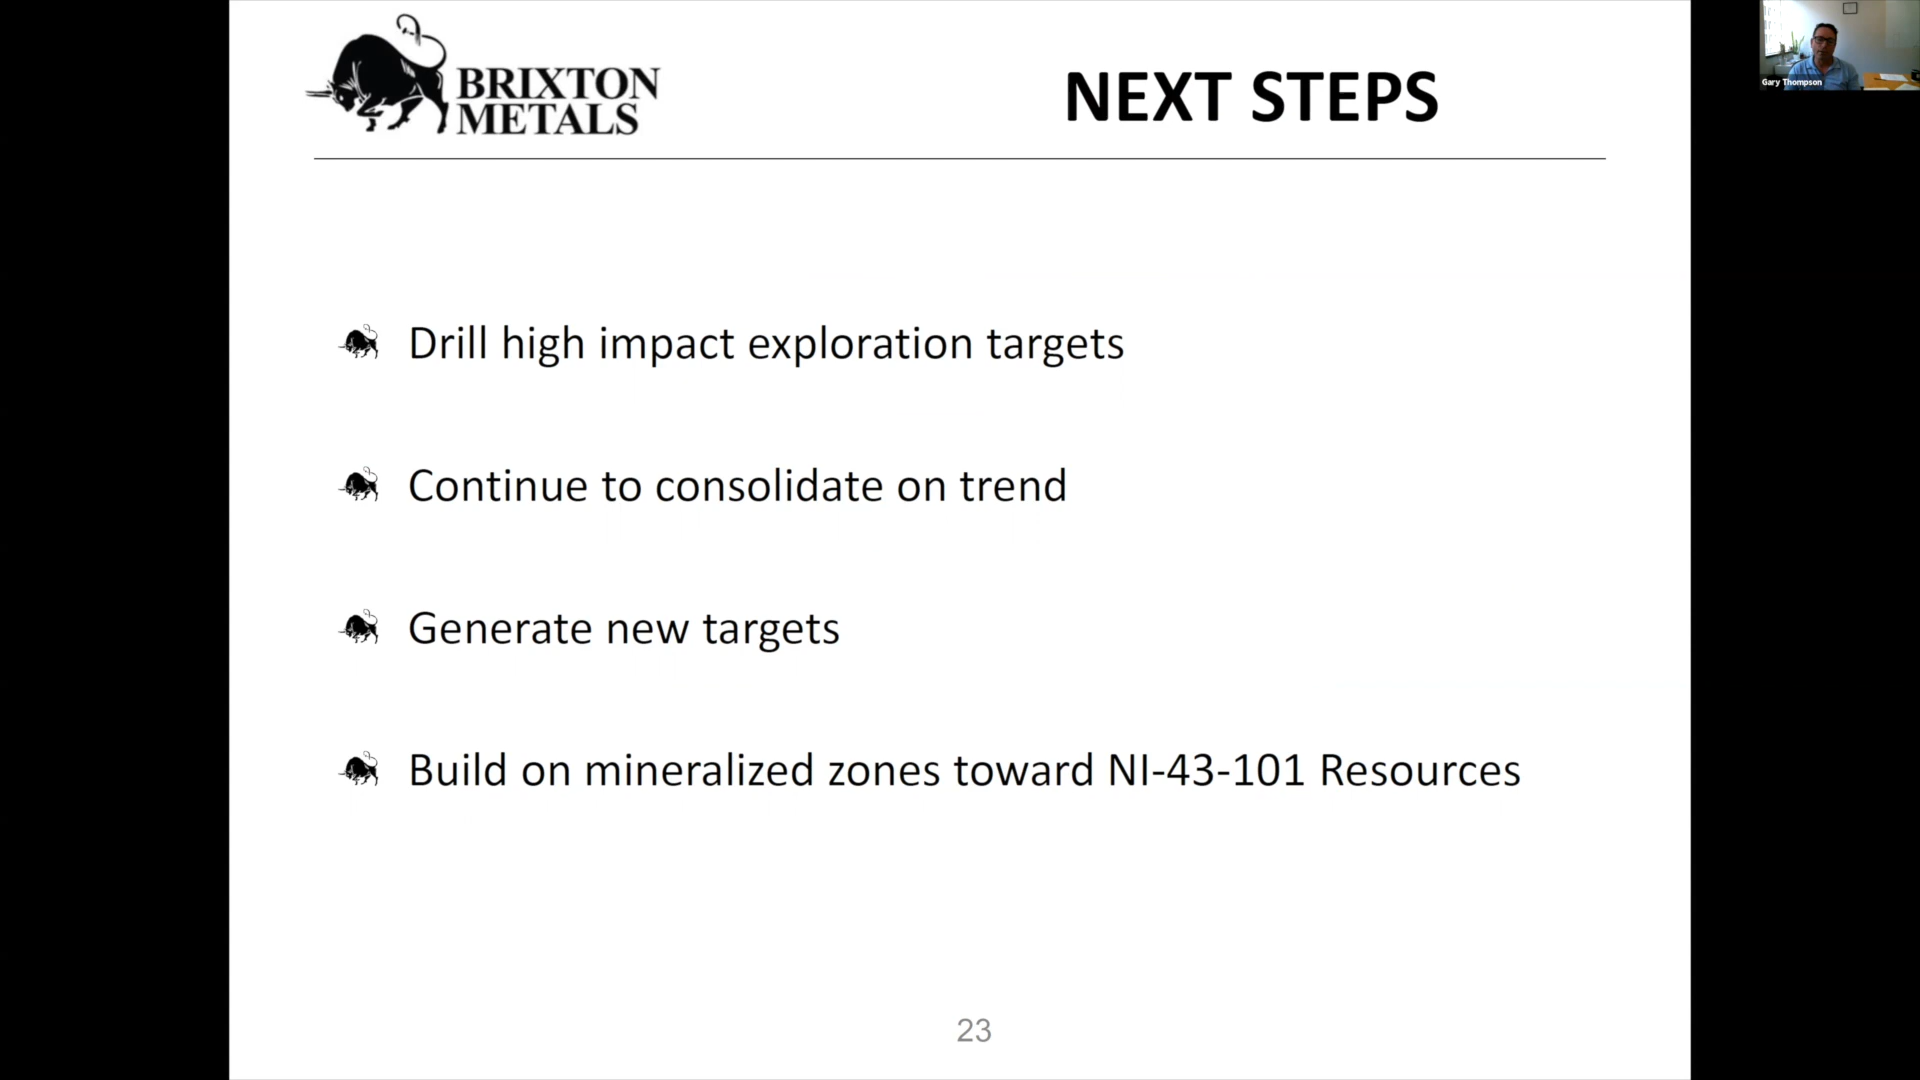 BRIXTON
METALS
NEXT STEPS
Gary Thompson
Drill high impact exploration targets
Continue to consolidate on trend
Generate new targets
Build on mineralized zones toward NI-43-101 Resources
23